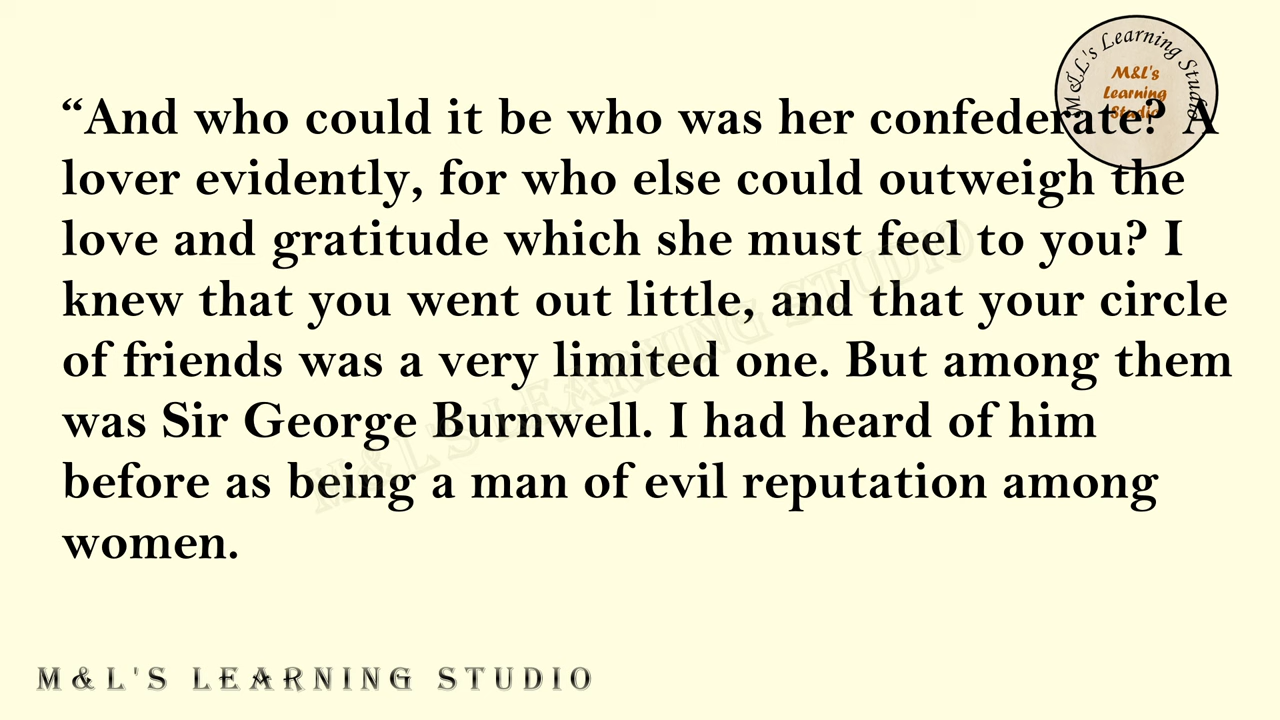 M&L's Learning Studio
M&L's
Learning
Studio
“And who could it be who was her confederate? A
lover evidently, for who else could outweigh the
love and gratitude which she must feel to you? I
knew that you went out little, and that your circle
of friends was a very limited one. But among them
was Sir George Burnwell. I had heard of him
before as being a man of evil reputation among
women.
M&L'S LEARNING STUDIO
M&L'S LEARNING STUDIO